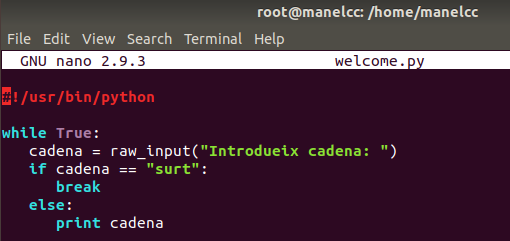 root@manelcc: /home/manelcc
File Edit View Search Terminal Help
GNU nano 2.9.3 welcome.py
#!/usr/bin/python
while True:
   cadena = raw_input("Introdueix cadena: ")
   if cadena == "surt":
      break
   else:
      print cadena